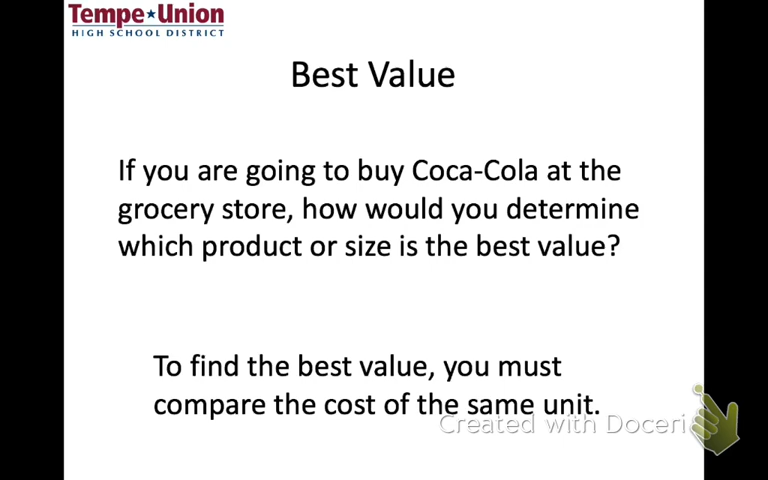 Tempe★Union
HIGH SCHOOL DISTRICT
Best Value
If you are going to buy Coca-Cola at the
grocery store, how would you determine
which product or size is the best value?
To find the best value, you must
compare the cost of the same unit.
Created with Doceri